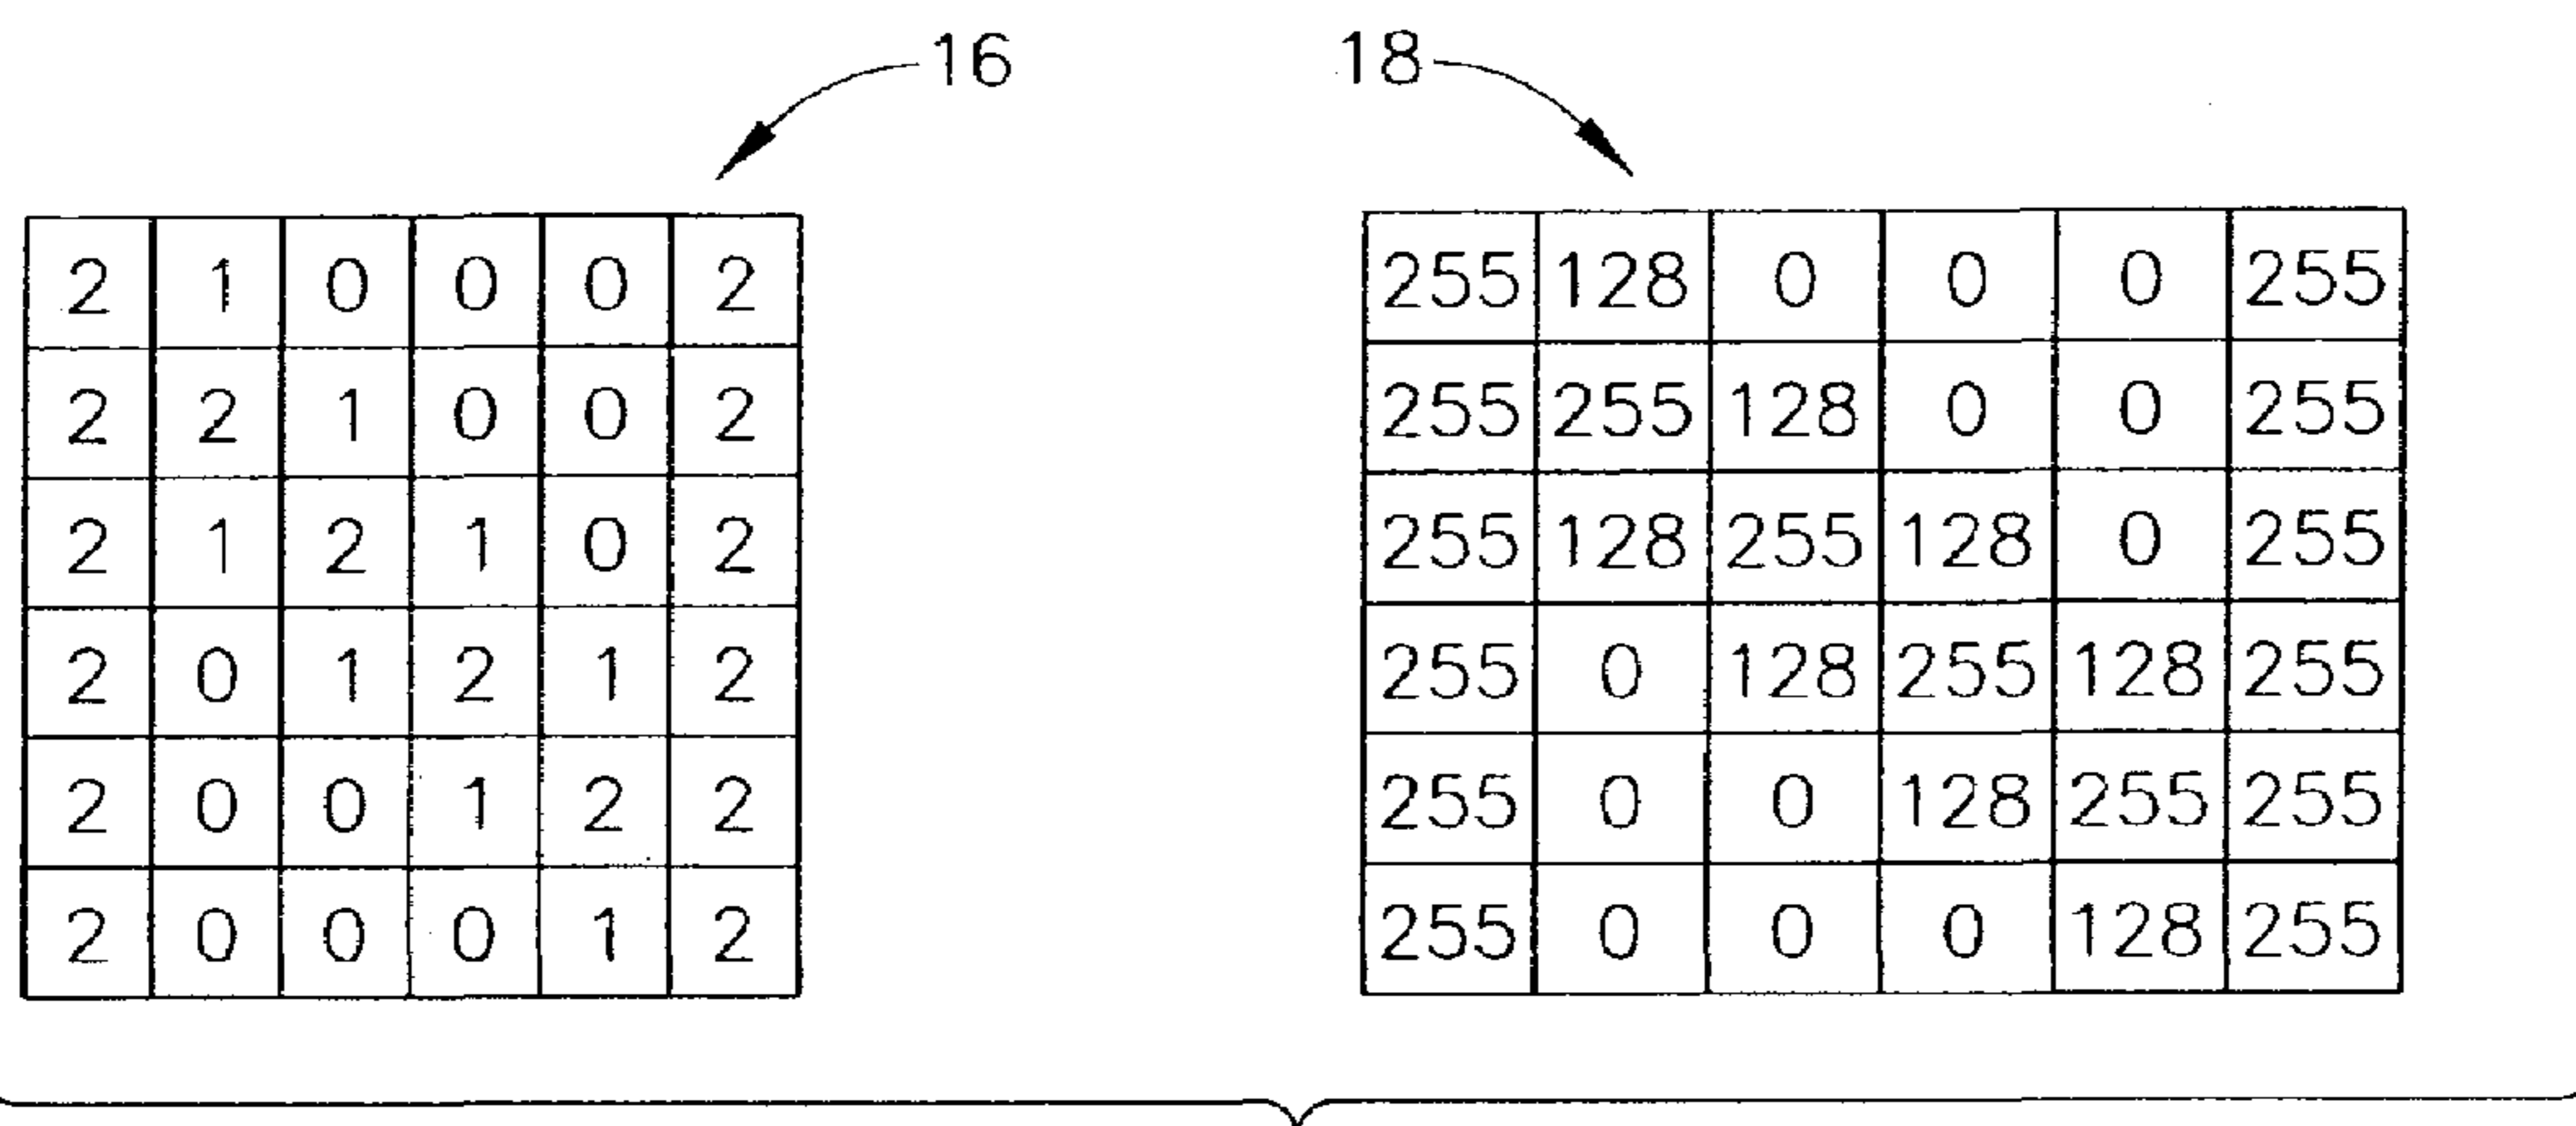 16 18
2 1 0 0 0 2
2 2 1 0 0 2
2 1 2 1 0 2
2 0 1 2 1 2
2 0 0 1 2 2
2 0 0 0 1 2
255 128 0 0 0 255
255 255 128 0 0 255
255 128 255 128 0 255
255 0 128 255 128 255
255 0 0 128 255 255
255 0 0 0 128 255